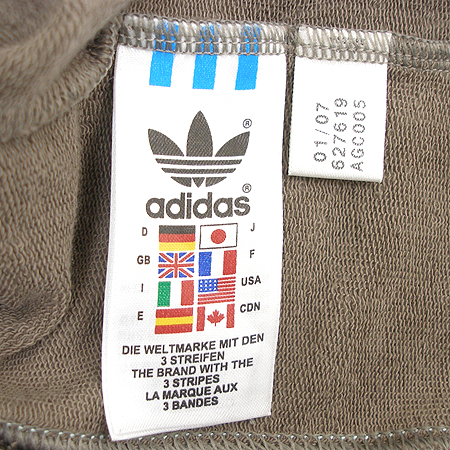 ®
®
adidas
D J
GB F
I USA
E CDN
DIE WELTMARKE MIT DEN
3 STREIFEN
THE BRAND WITH THE
3 STRIPES
LA MARQUE AUX
3 BANDES
01/07
627619
AGC005